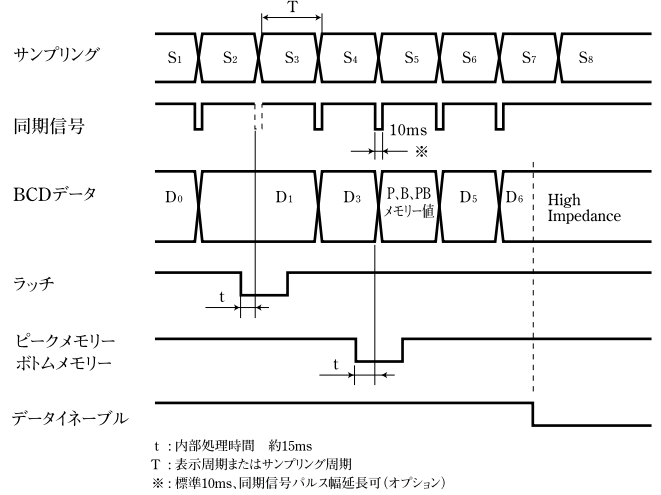 T
サンプリング S1 S2 S3 S4 S5 S6 S7 S8
同期信号
10ms
※
BCDデータ D0 D1 D3 P、B、PB メモリー値 D5 D6 High Impedance
ラッチ
t
ピークメモリー
ボトムメモリー
t
データイネーブル
t : 内部処理時間 約15ms
T : 表示周期またはサンプリング周期
※ : 標準10ms、同期信号パルス幅延長可(オプション)